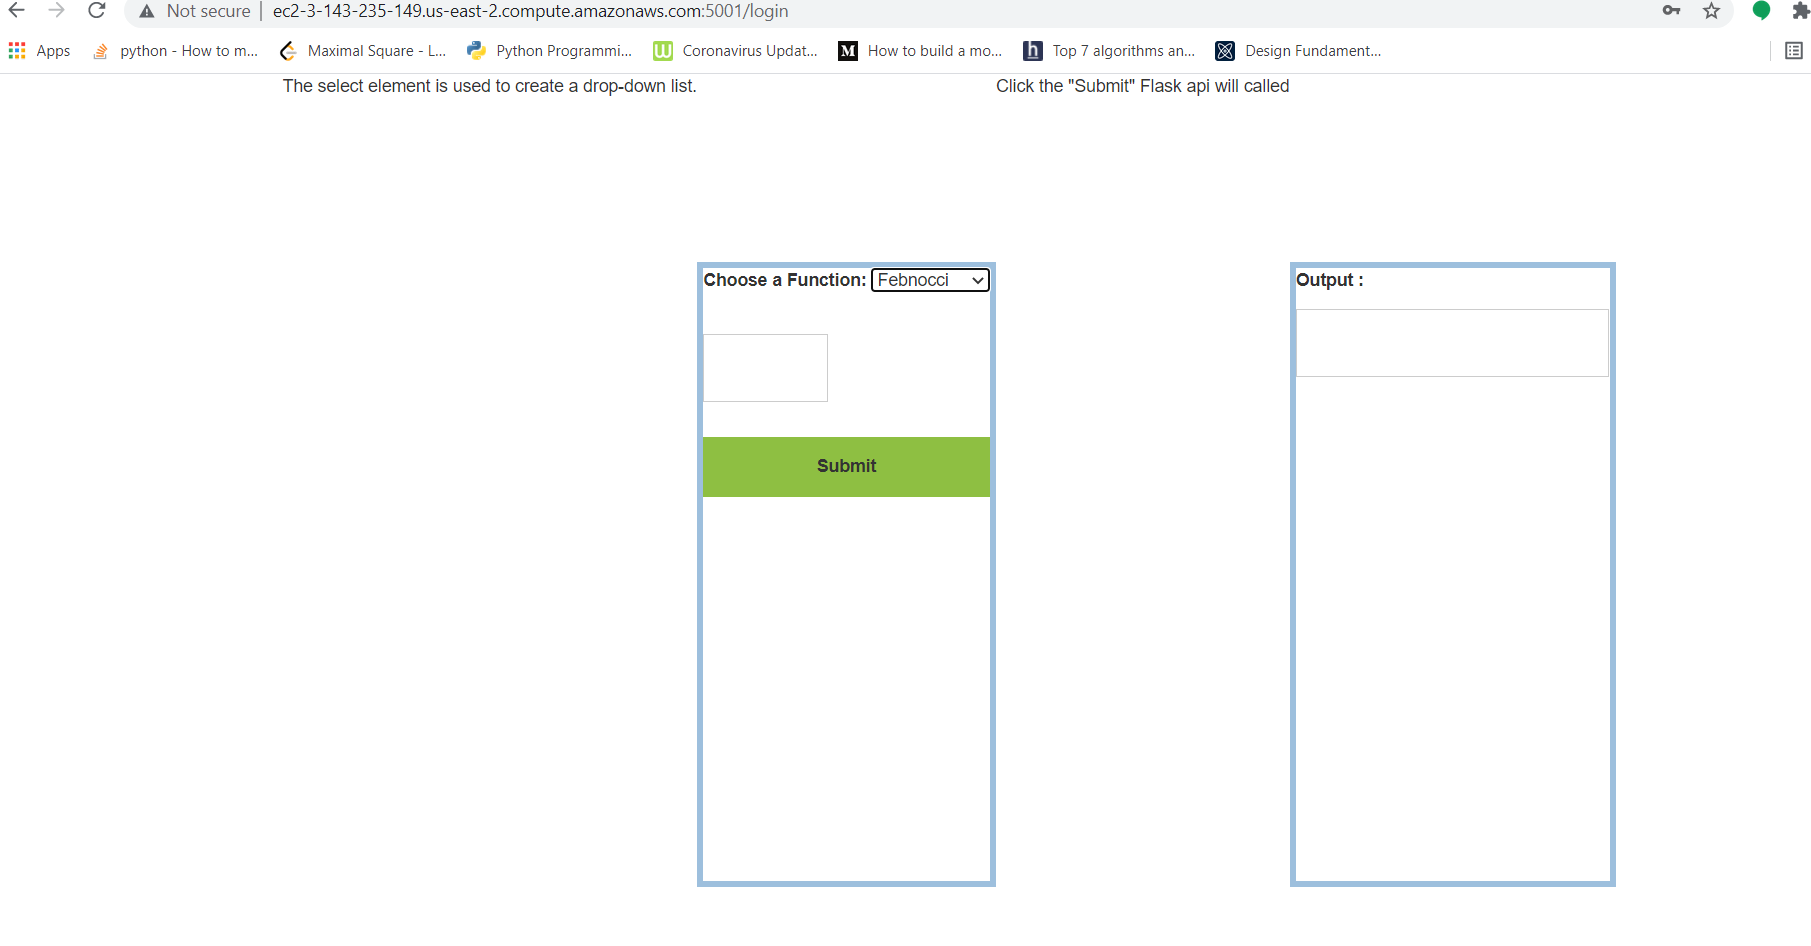 Not secure | ec2-3-143-235-149.us-east-2.compute.amazonaws.com:5001/login
Apps python - How to m... Maximal Square - L... Python Programmi... Coronavirus Updat... How to build a mo... Top 7 algorithms an... Design Fundament...
The select element is used to create a drop-down list. Click the "Submit" Flask api will called
Choose a Function: Febnocci
Submit
Output :